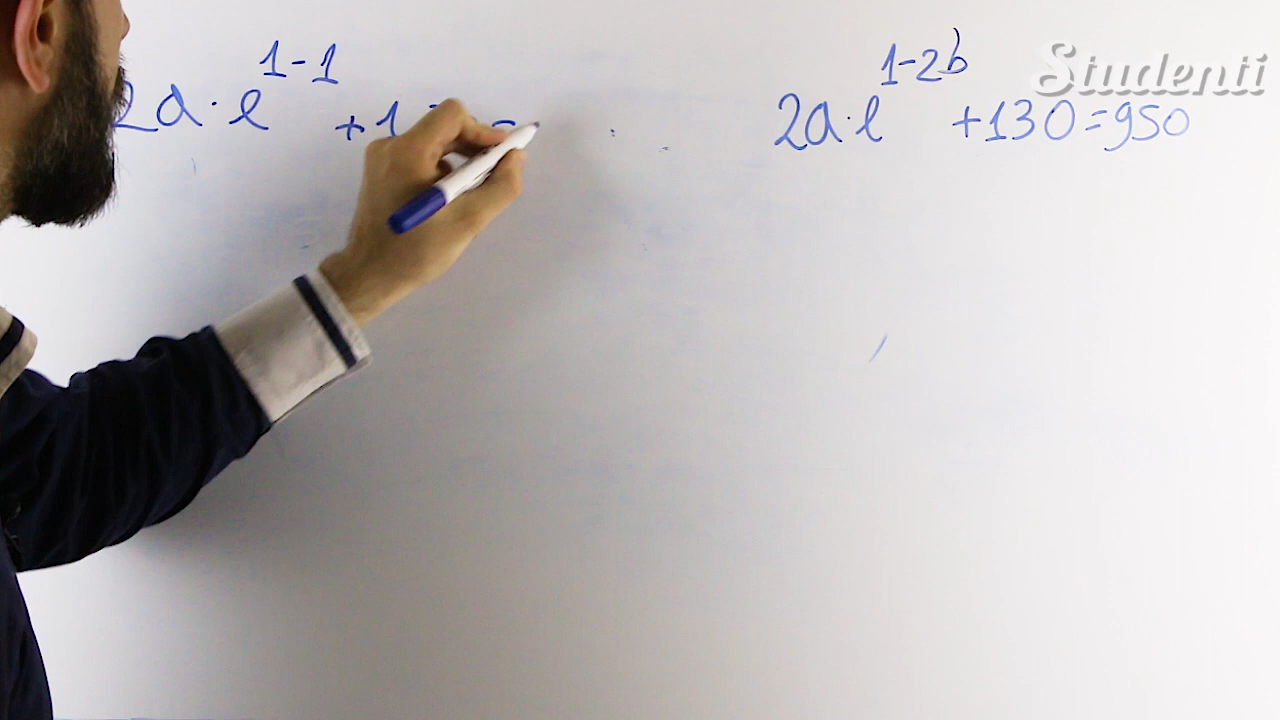 2a·e^{1-1} +1 =
2a·e^{1-2b} +130=950
Studenti